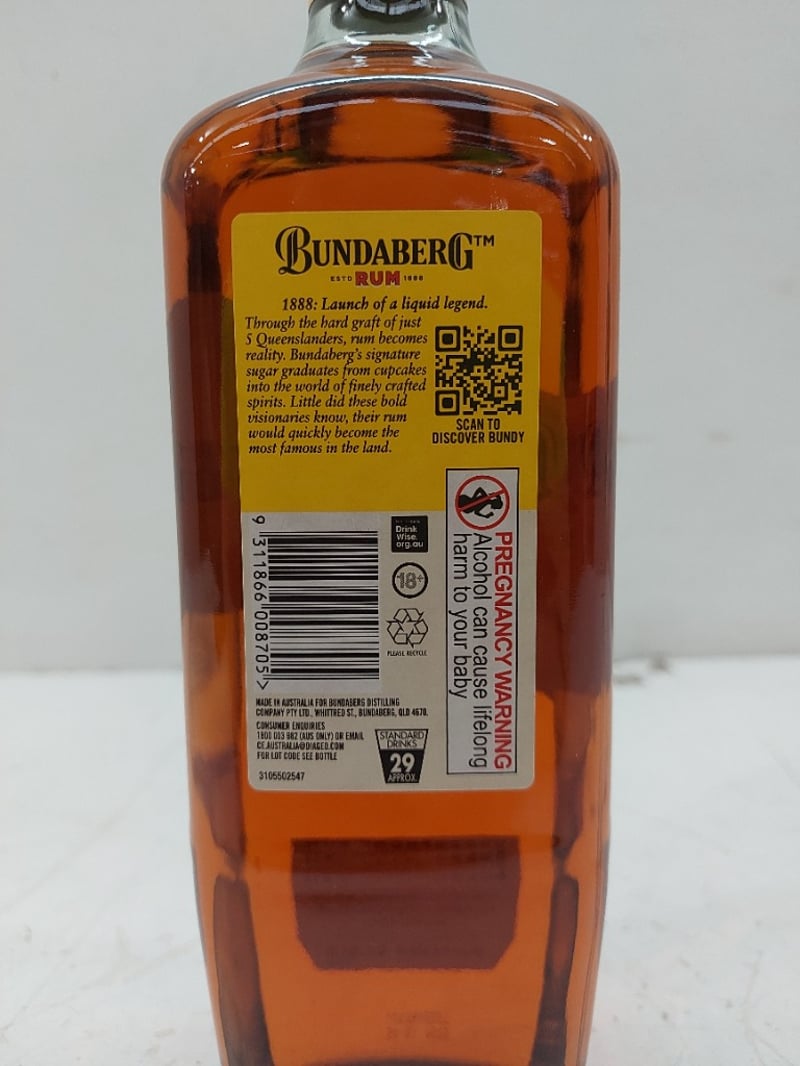 BUNDABERG™
ESTD RUM 1888
1888: Launch of a liquid legend.
Through the hard graft of just
5 Queenslanders, rum becomes
reality. Bundaberg's signature
sugar graduates from cupcakes
into the world of finely crafted
spirits. Little did these bold
visionaries know, their rum
would quickly become the
most famous in the land.
SCAN TO
DISCOVER BUNDY
9 311866 008705 >
Drink
Wise.
org.au
18+
PLEASE RECYCLE
PREGNANCY WARNING
Alcohol can cause lifelong
harm to your baby
MADE IN AUSTRALIA FOR BUNDABERG DISTILLING
COMPANY PTY LTD., WHITTRED ST., BUNDABERG, QLD 4670.
CONSUMER ENQUIRIES
1800 003 982 (AUS ONLY) OR EMAIL
CE.AUSTRALIA@DIAGEO.COM
FOR LOT CODE SEE BOTTLE
3105502547
STANDARD
DRINKS
29
APPROX.